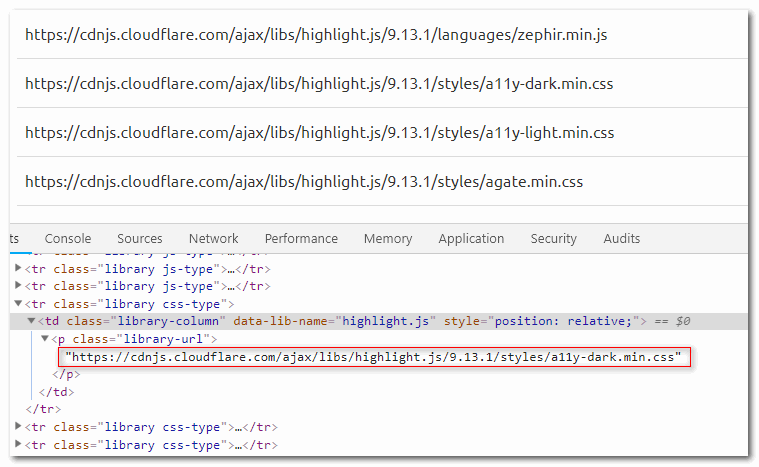 https://cdnjs.cloudflare.com/ajax/libs/highlight.js/9.13.1/languages/zephir.min.js
https://cdnjs.cloudflare.com/ajax/libs/highlight.js/9.13.1/styles/a11y-dark.min.css
https://cdnjs.cloudflare.com/ajax/libs/highlight.js/9.13.1/styles/a11y-light.min.css
https://cdnjs.cloudflare.com/ajax/libs/highlight.js/9.13.1/styles/agate.min.css
ts Console Sources Network Performance Memory Application Security Audits
<tr class="library js-type">…</tr>
<tr class="library js-type">…</tr>
<tr class="library js-type">…</tr>
<tr class="library css-type">
<td class="library-column" data-lib-name="highlight.js" style="position: relative;"> == $0
<p class="library-url">
"https://cdnjs.cloudflare.com/ajax/libs/highlight.js/9.13.1/styles/a11y-dark.min.css"
</p>
</td>
</tr>
<tr class="library css-type">…</tr>
<tr class="library css-type">…</tr>